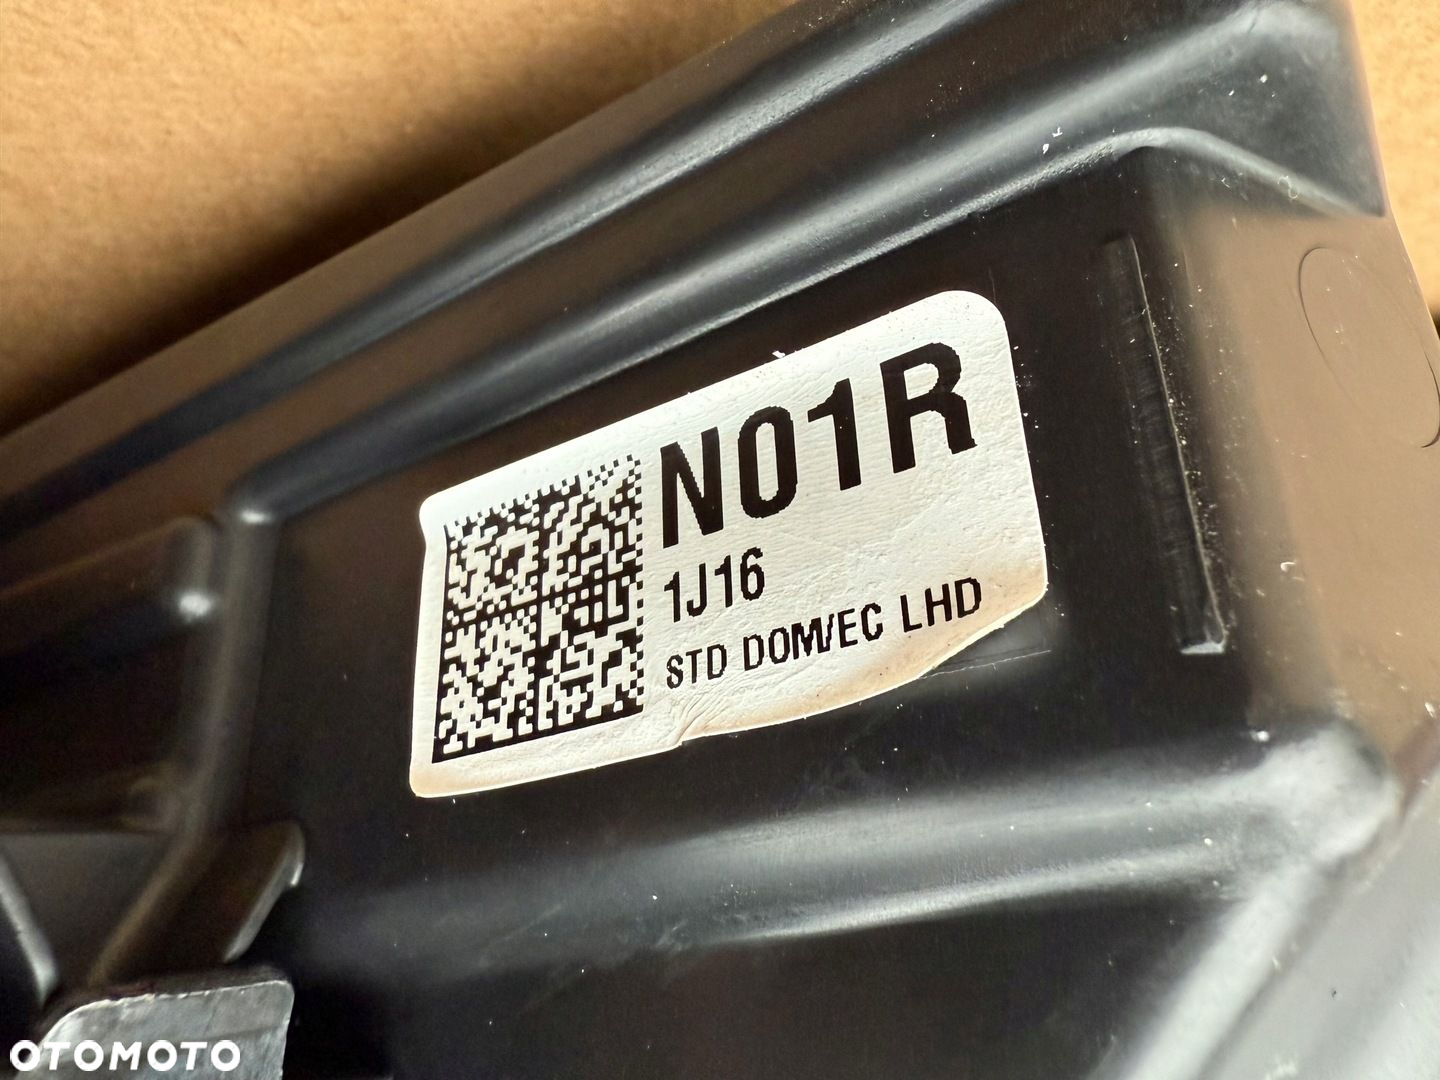 N01R
1J16
STD DOM/EC LHD
OTOMOTO